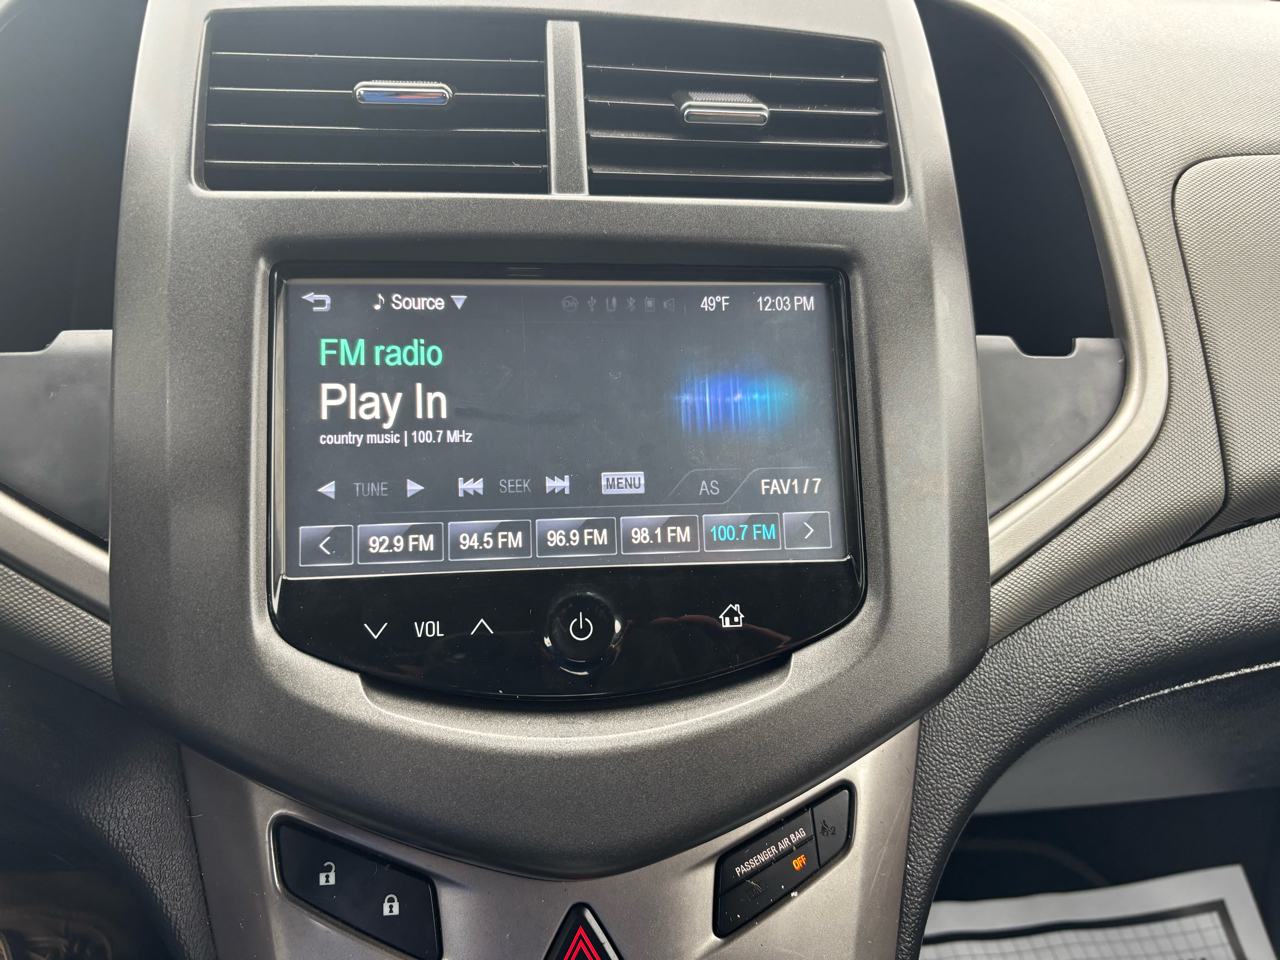 Source 49°F 12:03 PM
FM radio
Play In
country music | 100.7 MHz
TUNE SEEK MENU AS FAV1/7
92.9 FM 94.5 FM 96.9 FM 98.1 FM 100.7 FM
VOL
PASSENGER AIR BAG
OFF
2